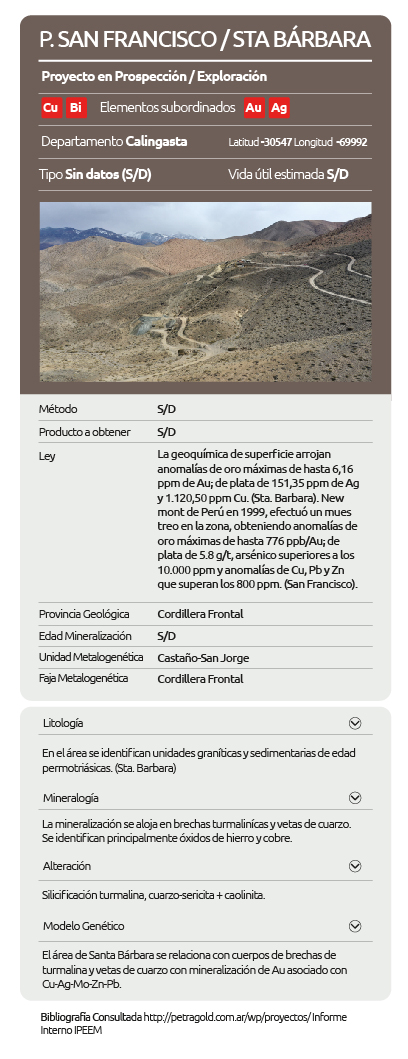 P. SAN FRANCISCO / STA BÁRBARA
Proyecto en Prospección / Exploración
Cu Bi Elementos subordinados Au Ag
Departamento Calingasta Latitud -30547 Longitud -69992
Tipo Sin datos (S/D) Vida útil estimada S/D
Método S/D
Producto a obtener S/D
Ley La geoquímica de superficie arrojan
anomalías de oro máximas de hasta 6,16
ppm de Au; de plata de 151,35 ppm de Ag
y 1.120,50 ppm Cu. (Sta. Barbara). New
mont de Perú en 1999, efectuó un mues
treo en la zona, obteniendo anomalías de
oro máximas de hasta 776 ppb/Au; de
plata de 5.8 g/t, arsénico superiores a los
10.000 ppm y anomalías de Cu, Pb y Zn
que superan los 800 ppm. (San Francisco).
Provincia Geológica Cordillera Frontal
Edad Mineralización S/D
Unidad Metalogenética Castaño-San Jorge
Faja Metalogenética Cordillera Frontal
Litología
En el área se identifican unidades graníticas y sedimentarias de edad
permotriásicas. (Sta. Barbara)
Mineralogía
La mineralización se aloja en brechas turmalinícas y vetas de cuarzo.
Se identifican principalmente óxidos de hierro y cobre.
Alteración
Silicificación turmalina, cuarzo-sericita + caolinita.
Modelo Genético
El área de Santa Bárbara se relaciona con cuerpos de brechas de
turmalina y vetas de cuarzo con mineralización de Au asociado con
Cu-Ag-Mo-Zn-Pb.
Bibliografía Consultada http://petragold.com.ar/wp/proyectos/ Informe
Interno IPEEM